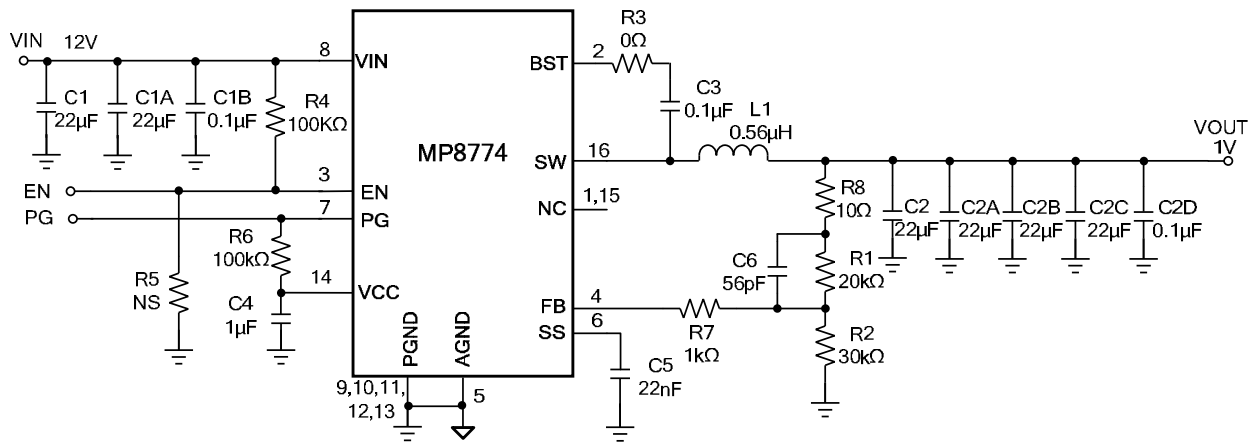 VIN 12V
C1
22µF
C1A
22µF
C1B
0.1µF
R4
100KΩ
8
VIN
EN
3
EN
PG
7
PG
R6
100kΩ
R5
NS
14
VCC
C4
1µF
MP8774
PGND
AGND
9,10,11,
12,13
5
BST
2
R3
0Ω
C3
0.1µF
L1
0.56µH
SW
16
NC
1,15
VOUT
1V
R8
10Ω
C2
22µF
C2A
22µF
C2B
22µF
C2C
22µF
C2D
0.1µF
C6
56pF
R1
20kΩ
FB
4
R7
1kΩ
R2
30kΩ
SS
6
C5
22nF